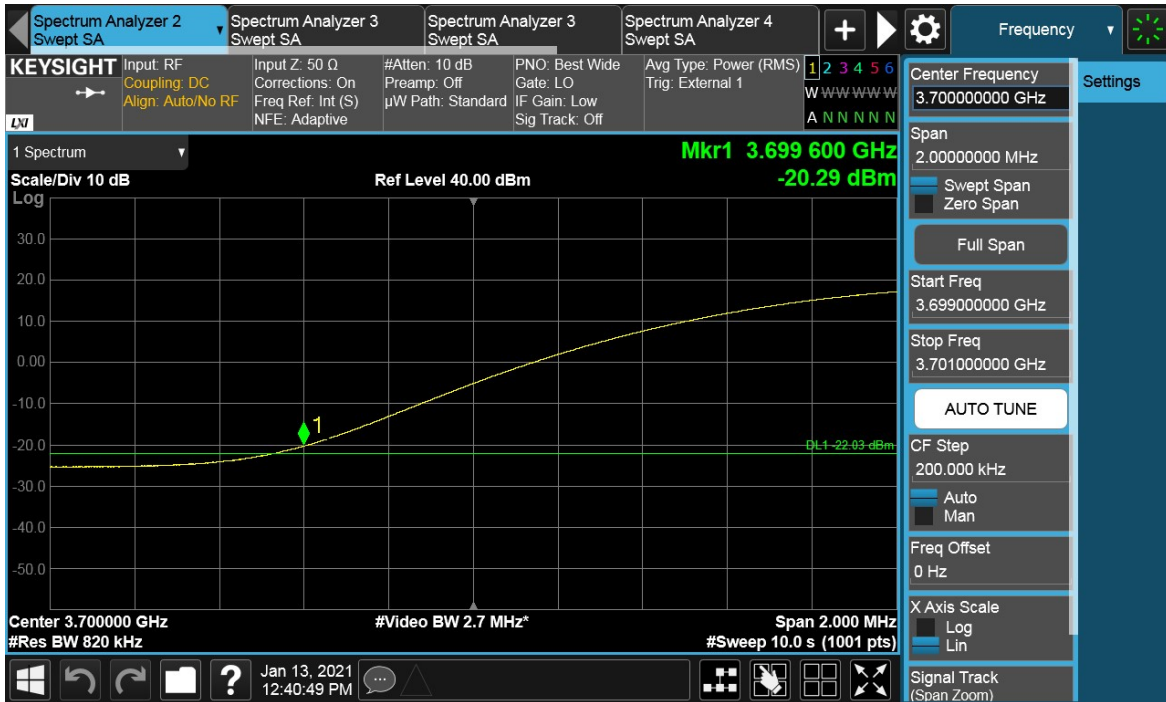 Spectrum Analyzer 2
Swept SA
Spectrum Analyzer 3
Swept SA
Spectrum Analyzer 3
Swept SA
Spectrum Analyzer 4
Swept SA
+
Frequency
KEYSIGHT
LXI
Input: RF
Coupling: DC
Align: Auto/No RF
Input Z: 50 Ω
Corrections: On
Freq Ref: Int (S)
NFE: Adaptive
#Atten: 10 dB
Preamp: Off
µW Path: Standard
PNO: Best Wide
Gate: LO
IF Gain: Low
Sig Track: Off
Avg Type: Power (RMS)
Trig: External 1
1 2 3 4 5 6
W W W W W W
A N N N N N
1 Spectrum
Mkr1 3.699 600 GHz
-20.29 dBm
Scale/Div 10 dB
Ref Level 40.00 dBm
Log
30.0
20.0
10.0
0.00
-10.0
-20.0
-30.0
-40.0
-50.0
1
DL1 -22.03 dBm
Center 3.700000 GHz
#Res BW 820 kHz
#Video BW 2.7 MHz*
Span 2.000 MHz
#Sweep 10.0 s (1001 pts)
?
Jan 13, 2021
12:40:49 PM
Center Frequency
3.700000000 GHz
Span
2.00000000 MHz
Swept Span
Zero Span
Full Span
Start Freq
3.699000000 GHz
Stop Freq
3.701000000 GHz
AUTO TUNE
CF Step
200.000 kHz
Auto
Man
Freq Offset
0 Hz
X Axis Scale
Log
Lin
Signal Track
(Span Zoom)
Settings